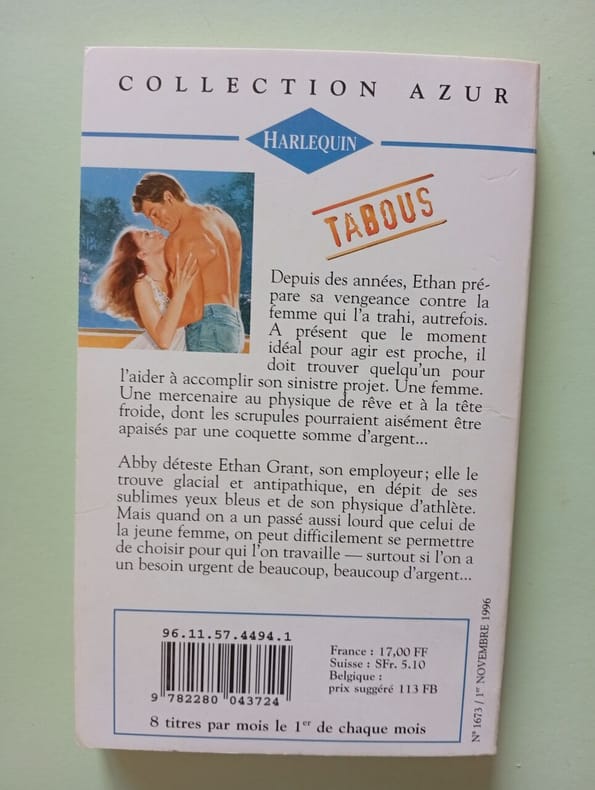 COLLECTION AZUR
HARLEQUIN
TABOUS
Depuis des années, Ethan pré-
pare sa vengeance contre la
femme qui l'a trahi, autrefois.
A présent que le moment
idéal pour agir est proche, il
doit trouver quelqu'un pour
l'aider à accomplir son sinistre projet. Une femme.
Une mercenaire au physique de rêve et à la tête
froide, dont les scrupules pourraient aisément être
apaisés par une coquette somme d'argent...
Abby déteste Ethan Grant, son employeur; elle le
trouve glacial et antipathique, en dépit de ses
sublimes yeux bleus et de son physique d'athlète.
Mais quand on a un passé aussi lourd que celui de
la jeune femme, on peut difficilement se permettre
de choisir pour qui l'on travaille — surtout si l'on a
un besoin urgent de beaucoup, beaucoup d'argent...
96.11.57.4494.1
9 782280 043724
France : 17,00 FF
Suisse : SFr. 5.10
Belgique :
prix suggéré 113 FB
8 titres par mois le 1er de chaque mois
N° 1673 / 1er NOVEMBRE 1996